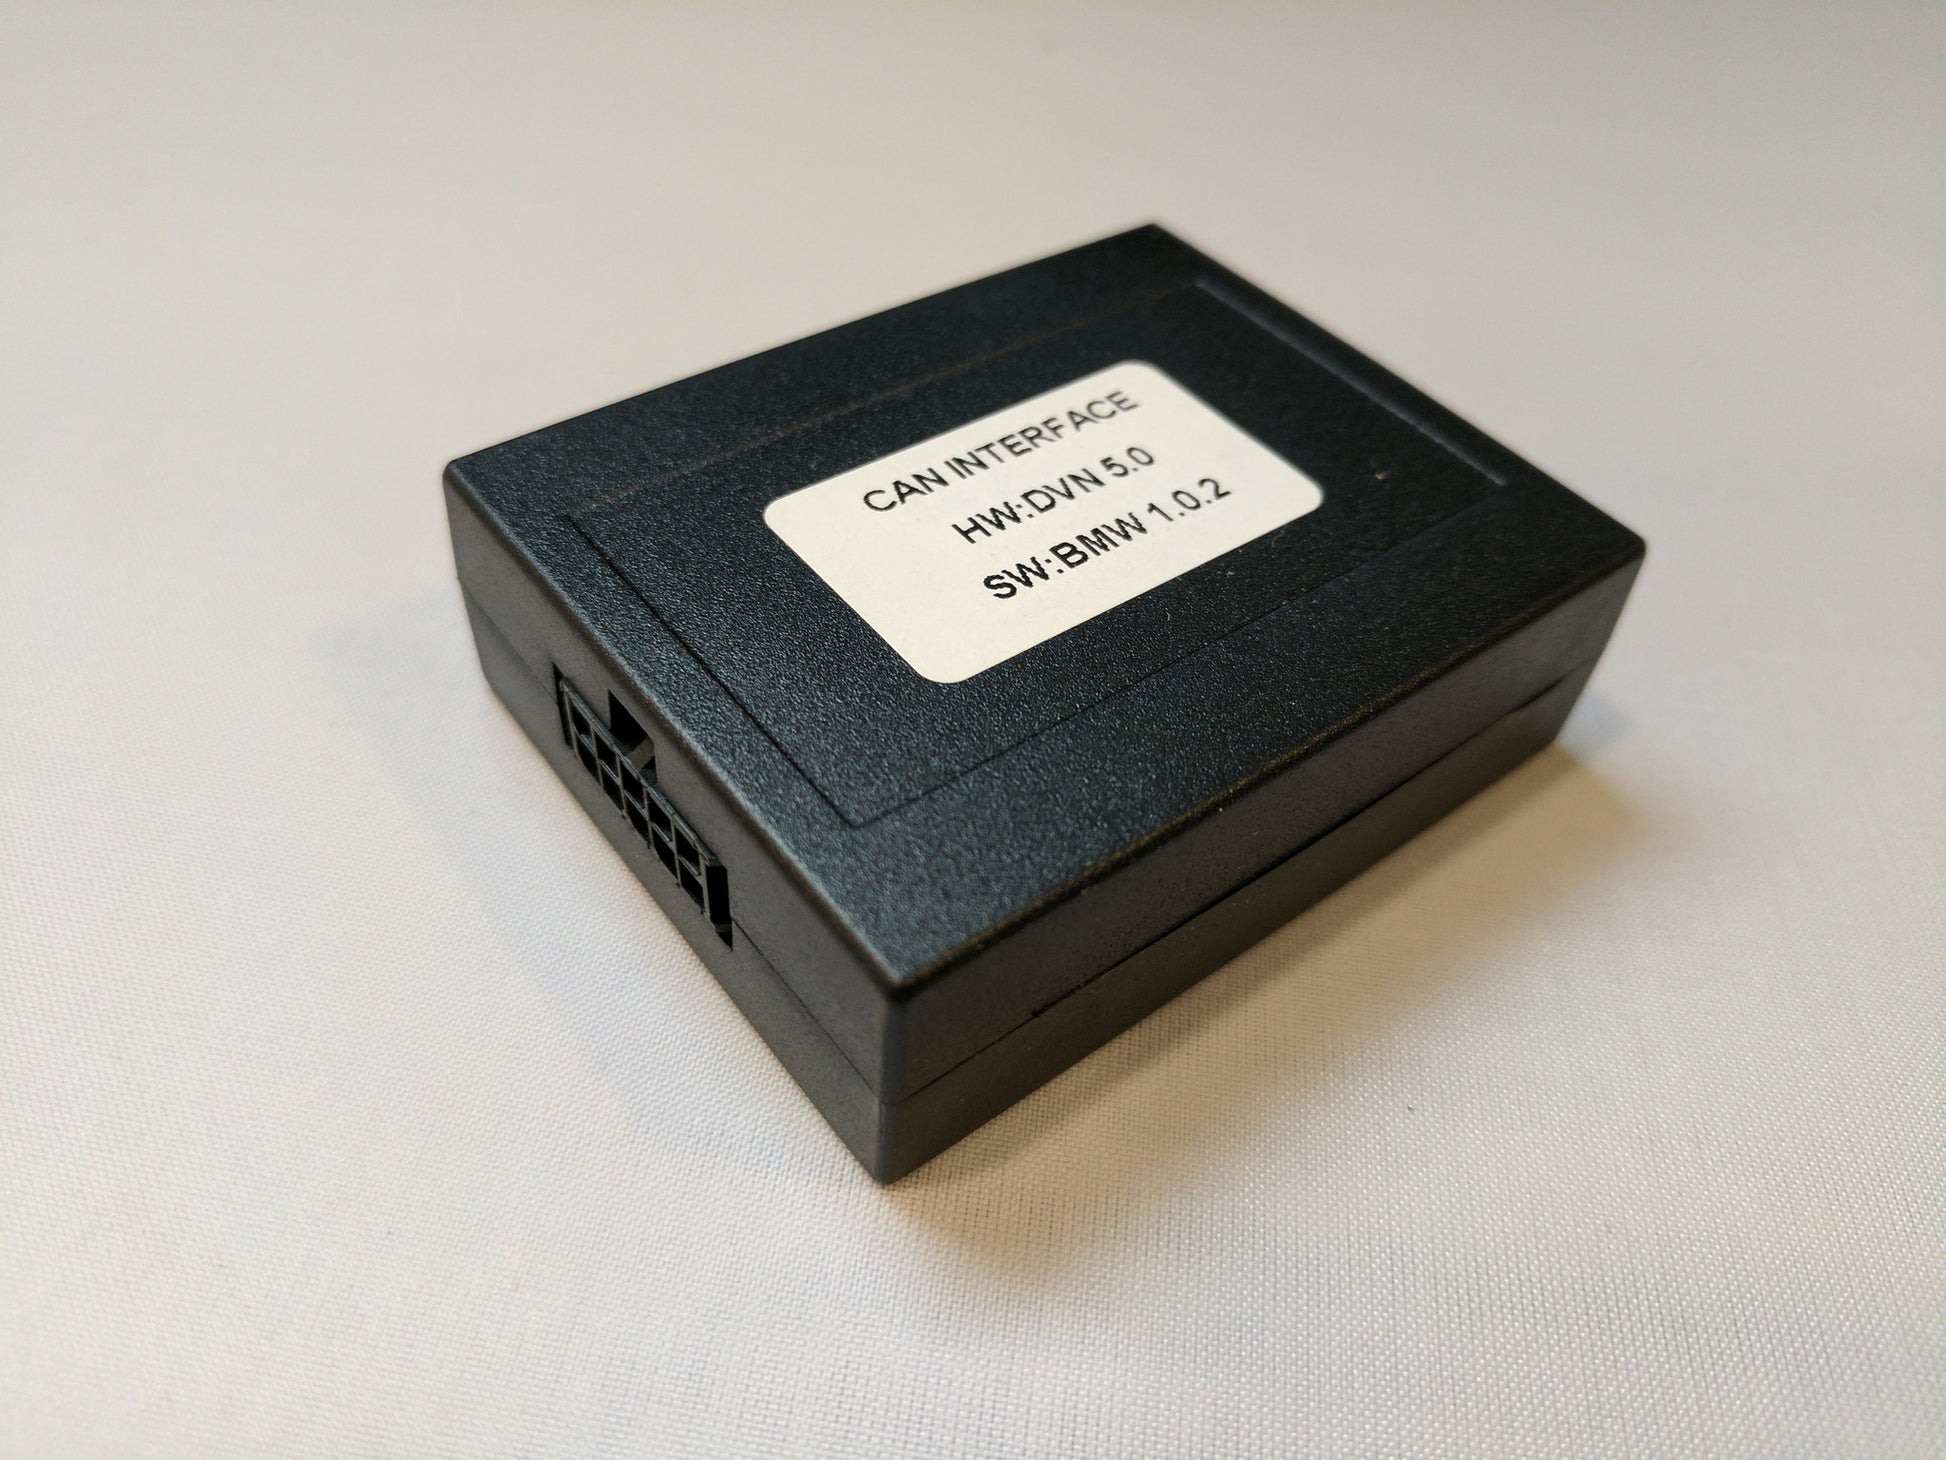 CAN INTERFACE
HW:DVN 5.0
SW:BMW 1.0.2